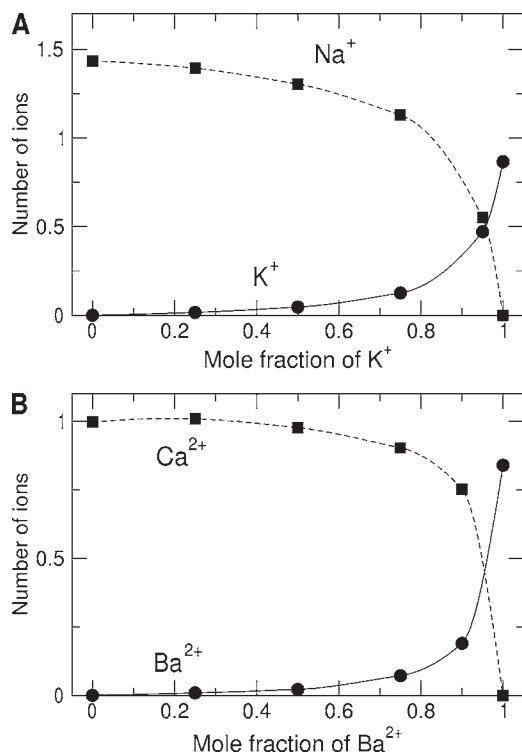 A
Na⁺
1.5
1
0.5
0
Number of ions
K⁺
0 0.2 0.4 0.6 0.8 1
Mole fraction of K⁺
B
1
Ca²⁺
0.5
0
Number of ions
Ba²⁺
0 0.2 0.4 0.6 0.8 1
Mole fraction of Ba²⁺